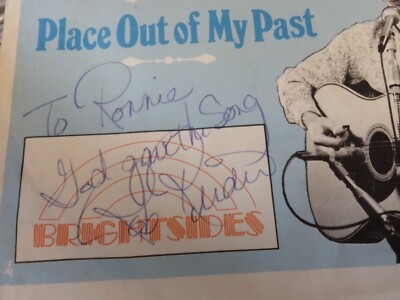 Place Out of My Past
To Ronnie
God gave the Song
BRIGHTSIDES